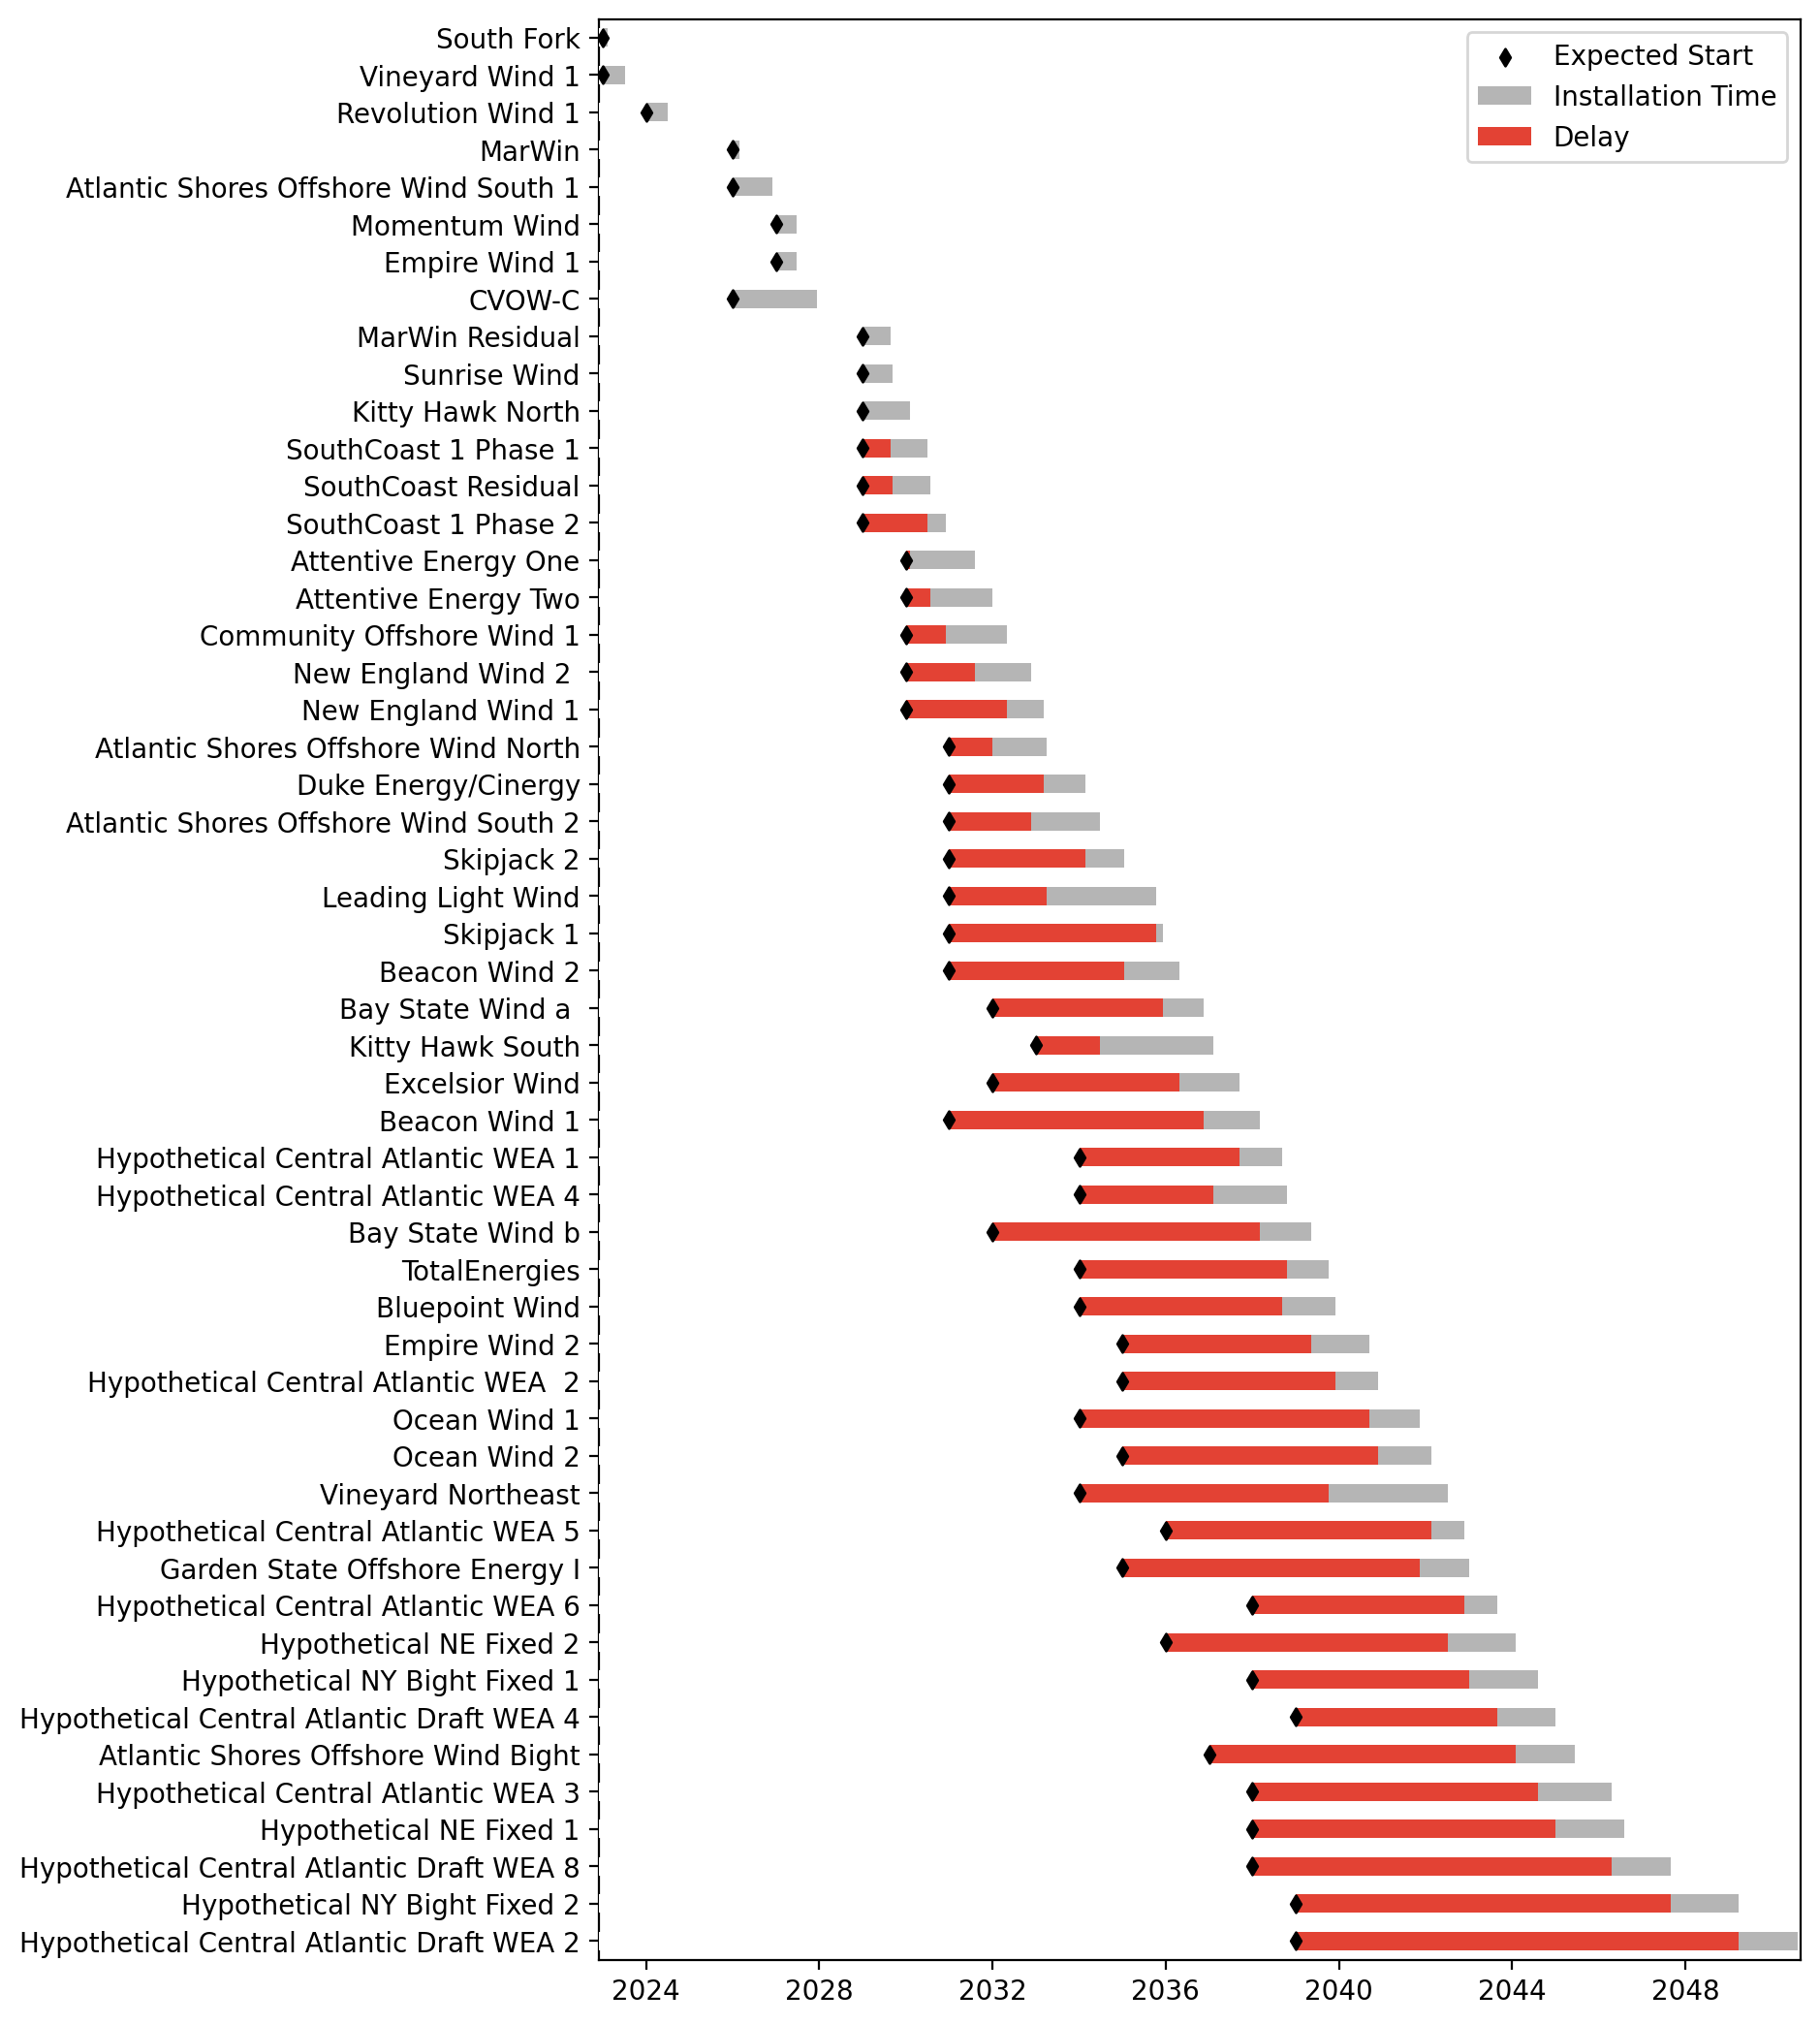 South Fork
Vineyard Wind 1
Revolution Wind 1
MarWin
Atlantic Shores Offshore Wind South 1
Momentum Wind
Empire Wind 1
CVOW-C
MarWin Residual
Sunrise Wind
Kitty Hawk North
SouthCoast 1 Phase 1
SouthCoast Residual
SouthCoast 1 Phase 2
Attentive Energy One
Attentive Energy Two
Community Offshore Wind 1
New England Wind 2
New England Wind 1
Atlantic Shores Offshore Wind North
Duke Energy/Cinergy
Atlantic Shores Offshore Wind South 2
Skipjack 2
Leading Light Wind
Skipjack 1
Beacon Wind 2
Bay State Wind a
Kitty Hawk South
Excelsior Wind
Beacon Wind 1
Hypothetical Central Atlantic WEA 1
Hypothetical Central Atlantic WEA 4
Bay State Wind b
TotalEnergies
Bluepoint Wind
Empire Wind 2
Hypothetical Central Atlantic WEA  2
Ocean Wind 1
Ocean Wind 2
Vineyard Northeast
Hypothetical Central Atlantic WEA 5
Garden State Offshore Energy I
Hypothetical Central Atlantic WEA 6
Hypothetical NE Fixed 2
Hypothetical NY Bight Fixed 1
Hypothetical Central Atlantic Draft WEA 4
Atlantic Shores Offshore Wind Bight
Hypothetical Central Atlantic WEA 3
Hypothetical NE Fixed 1
Hypothetical Central Atlantic Draft WEA 8
Hypothetical NY Bight Fixed 2
Hypothetical Central Atlantic Draft WEA 2
Expected Start
Installation Time
Delay
2024 2028 2032 2036 2040 2044 2048